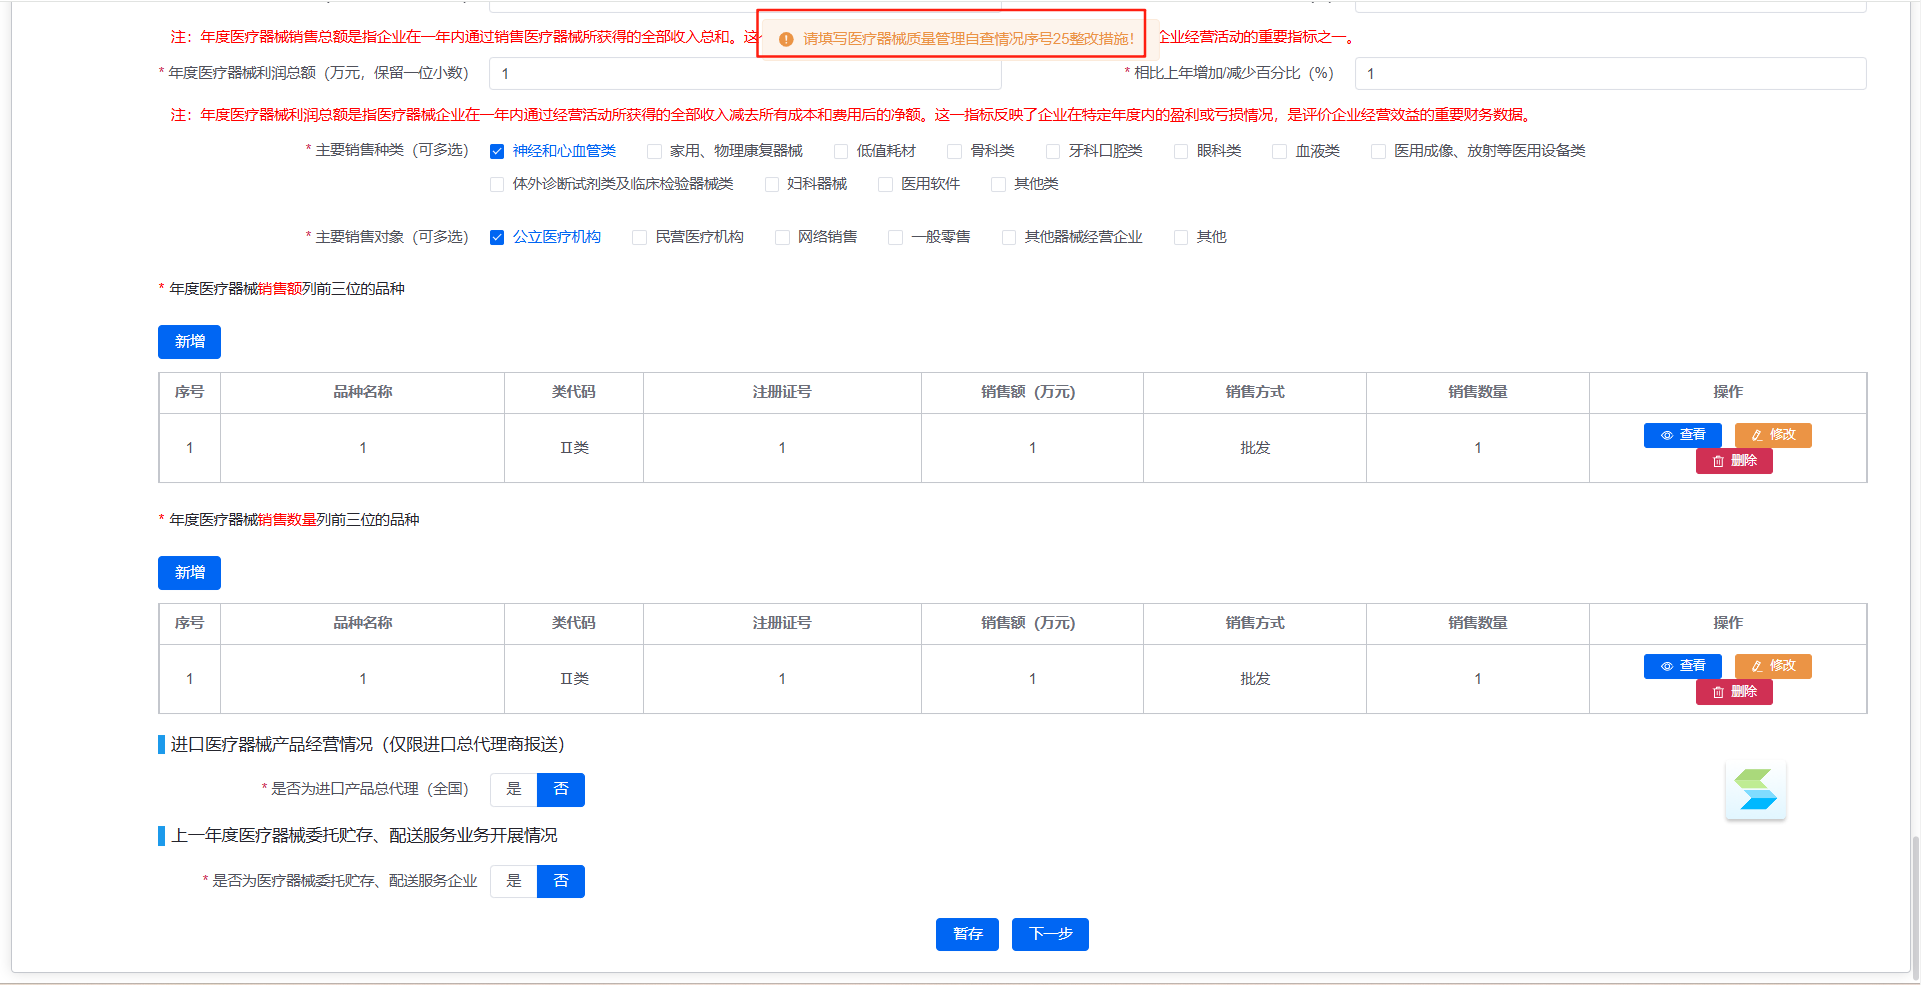 注：年度医疗器械销售总额是指企业在一年内通过销售医疗器械所获得的全部收入总和。这 企业经营活动的重要指标之一。
请填写医疗器械质量管理自查情况序号25整改措施！
* 年度医疗器械利润总额（万元，保留一位小数） 1 * 相比上年增加/减少百分比（%） 1
注：年度医疗器械利润总额是指医疗器械企业在一年内通过经营活动所获得的全部收入减去所有成本和费用后的净额。这一指标反映了企业在特定年度内的盈利或亏损情况，是评价企业经营效益的重要财务数据。
* 主要销售种类（可多选） 神经和心血管类 家用、物理康复器械 低值耗材 骨科类 牙科口腔类 眼科类 血液类 医用成像、放射等医用设备类
体外诊断试剂类及临床检验器械类 妇科器械 医用软件 其他类
* 主要销售对象（可多选） 公立医疗机构 民营医疗机构 网络销售 一般零售 其他器械经营企业 其他
* 年度医疗器械销售额列前三位的品种
新增
序号 品种名称 类代码 注册证号 销售额（万元） 销售方式 销售数量 操作
1 1 Ⅱ类 1 1 批发 1 查看 修改
删除
* 年度医疗器械销售数量列前三位的品种
新增
序号 品种名称 类代码 注册证号 销售额（万元） 销售方式 销售数量 操作
1 1 Ⅱ类 1 1 批发 1 查看 修改
删除
进口医疗器械产品经营情况（仅限进口总代理商报送）
* 是否为进口产品总代理（全国） 是 否
上一年度医疗器械委托贮存、配送服务业务开展情况
* 是否为医疗器械委托贮存、配送服务企业 是 否
暂存 下一步